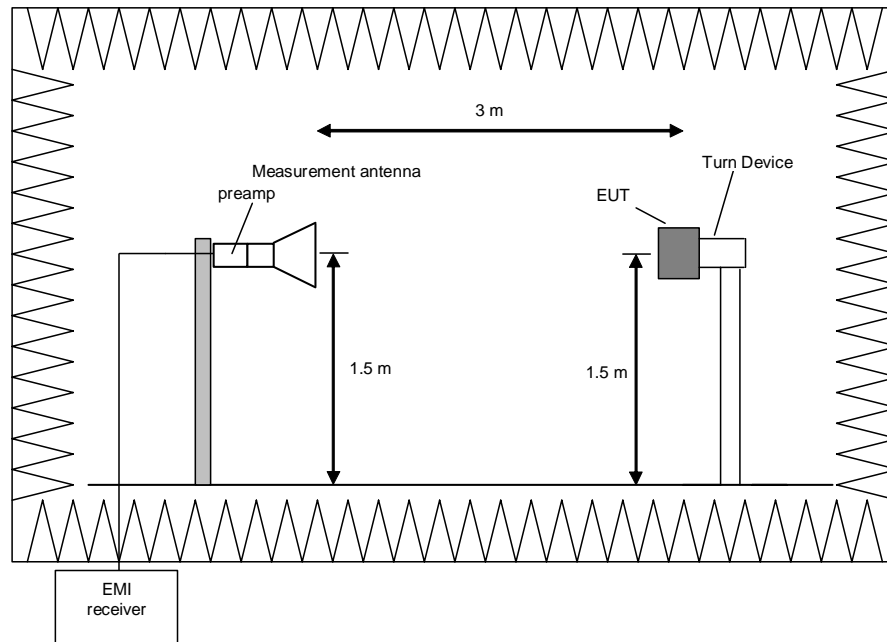 3 m
Measurement antenna
preamp
Turn Device
EUT
1.5 m
1.5 m
EMI
receiver